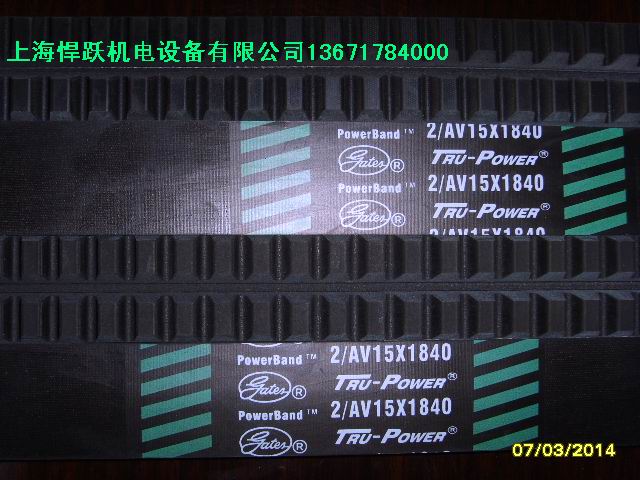 上海悍跃机电设备有限公司13671784000
PowerBand™ 2/AV15X1840
Gates® TRU-POWER®
PowerBand™ 2/AV15X1840
Gates® TRU-POWER®
2/AV15X1840
PowerBand™ 2/AV15X1840
Gates® TRU-POWER®
PowerBand™ 2/AV15X1840
Gates® TRU-POWER®
07/03/2014